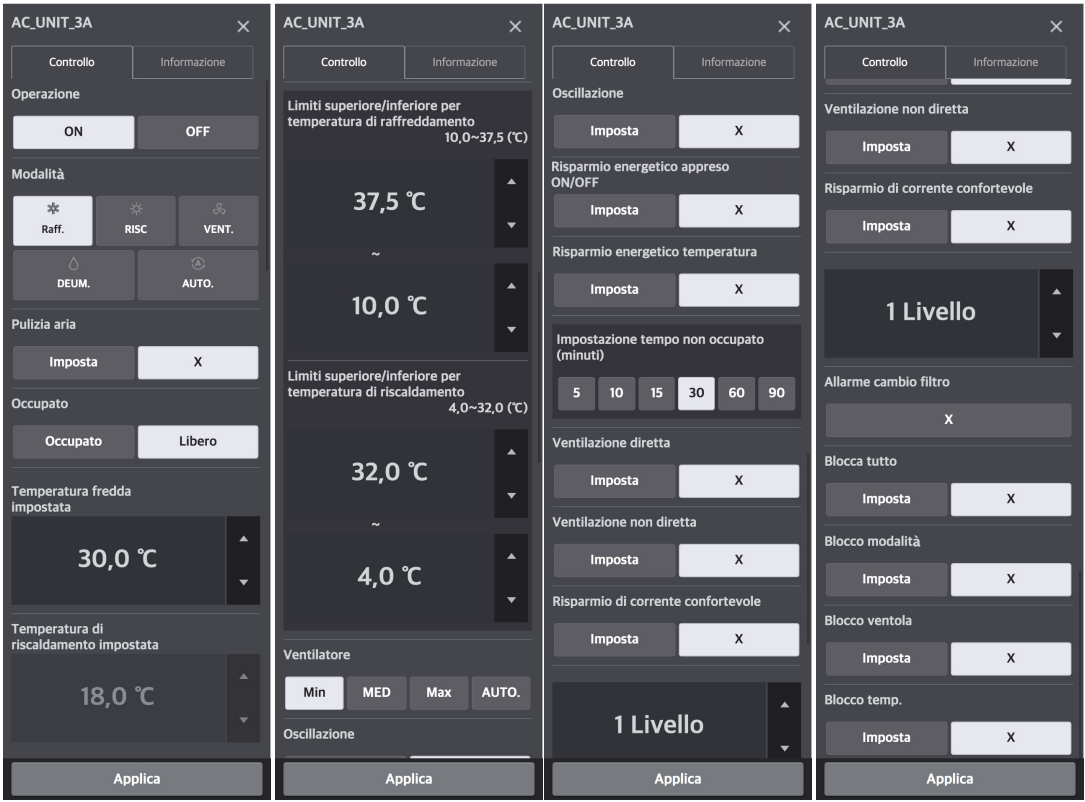 AC_UNIT_3A
Controllo Informazione
Operazione
ON OFF
Modalità
Raff. RISC VENT.
DEUM. AUTO.
Pulizia aria
Imposta X
Occupato
Occupato Libero
Temperatura fredda
impostata
30,0 ℃
Temperatura di
riscaldamento impostata
18,0 ℃
Applica
AC_UNIT_3A
Controllo Informazione
Limiti superiore/inferiore per
temperatura di raffreddamento
10,0~37,5 (℃)
37,5 ℃
~
10,0 ℃
Limiti superiore/inferiore per
temperatura di riscaldamento
4,0~32,0 (℃)
32,0 ℃
~
4,0 ℃
Ventilatore
Min MED Max AUTO.
Oscillazione
Applica
AC_UNIT_3A
Controllo Informazione
Oscillazione
Imposta X
Risparmio energetico appreso
ON/OFF
Imposta X
Risparmio energetico temperatura
Imposta X
Impostazione tempo non occupato
(minuti)
5 10 15 30 60 90
Ventilazione diretta
Imposta X
Ventilazione non diretta
Imposta X
Risparmio di corrente confortevole
Imposta X
1 Livello
Applica
AC_UNIT_3A
Controllo Informazione
Ventilazione non diretta
Imposta X
Risparmio di corrente confortevole
Imposta X
1 Livello
Allarme cambio filtro
X
Blocca tutto
Imposta X
Blocco modalità
Imposta X
Blocco ventola
Imposta X
Blocco temp.
Imposta X
Applica